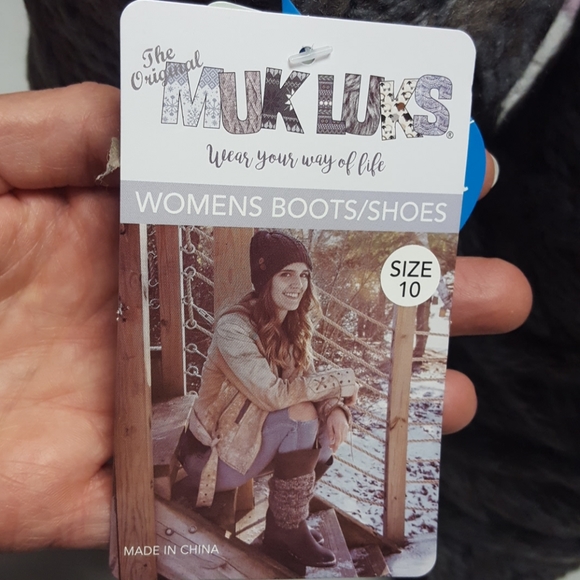 The
Original
MUK LUKS®
Wear your way of life
WOMENS BOOTS/SHOES
SIZE
10
MADE IN CHINA